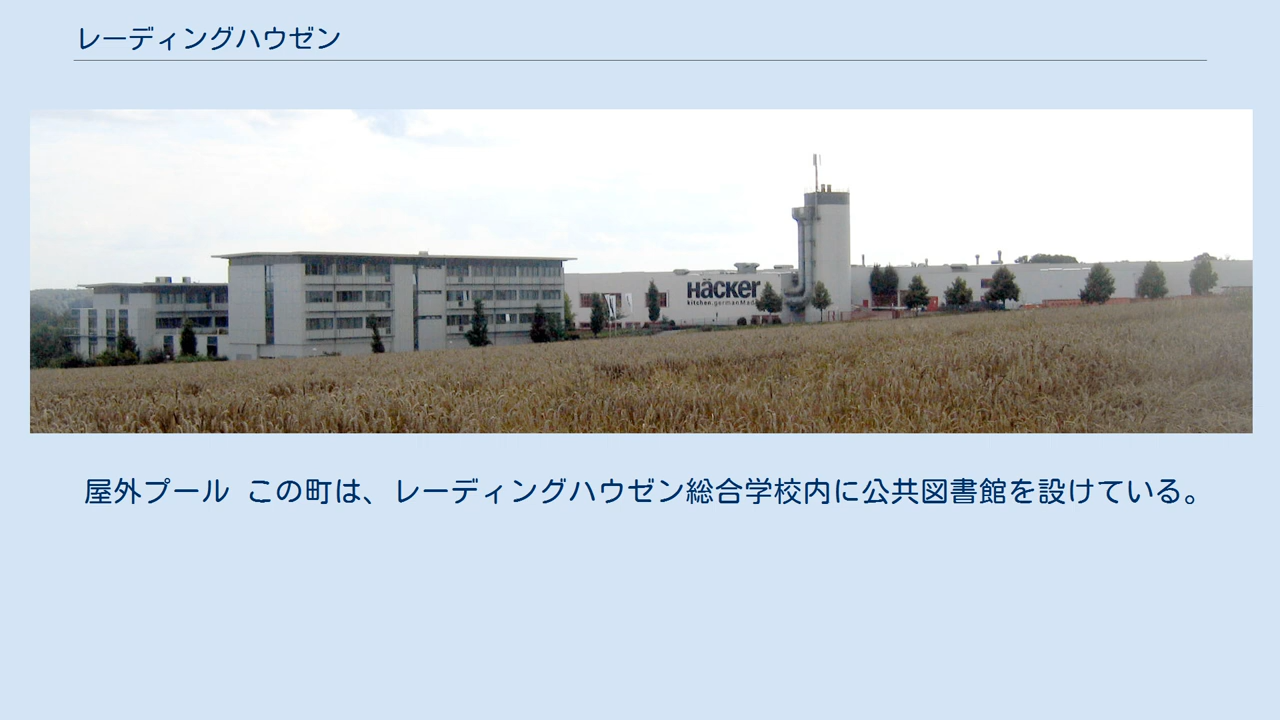 レーディングハウゼン
HäCKER
kitchen.germanMade
屋外プール この町は、レーディングハウゼン総合学校内に公共図書館を設けている。